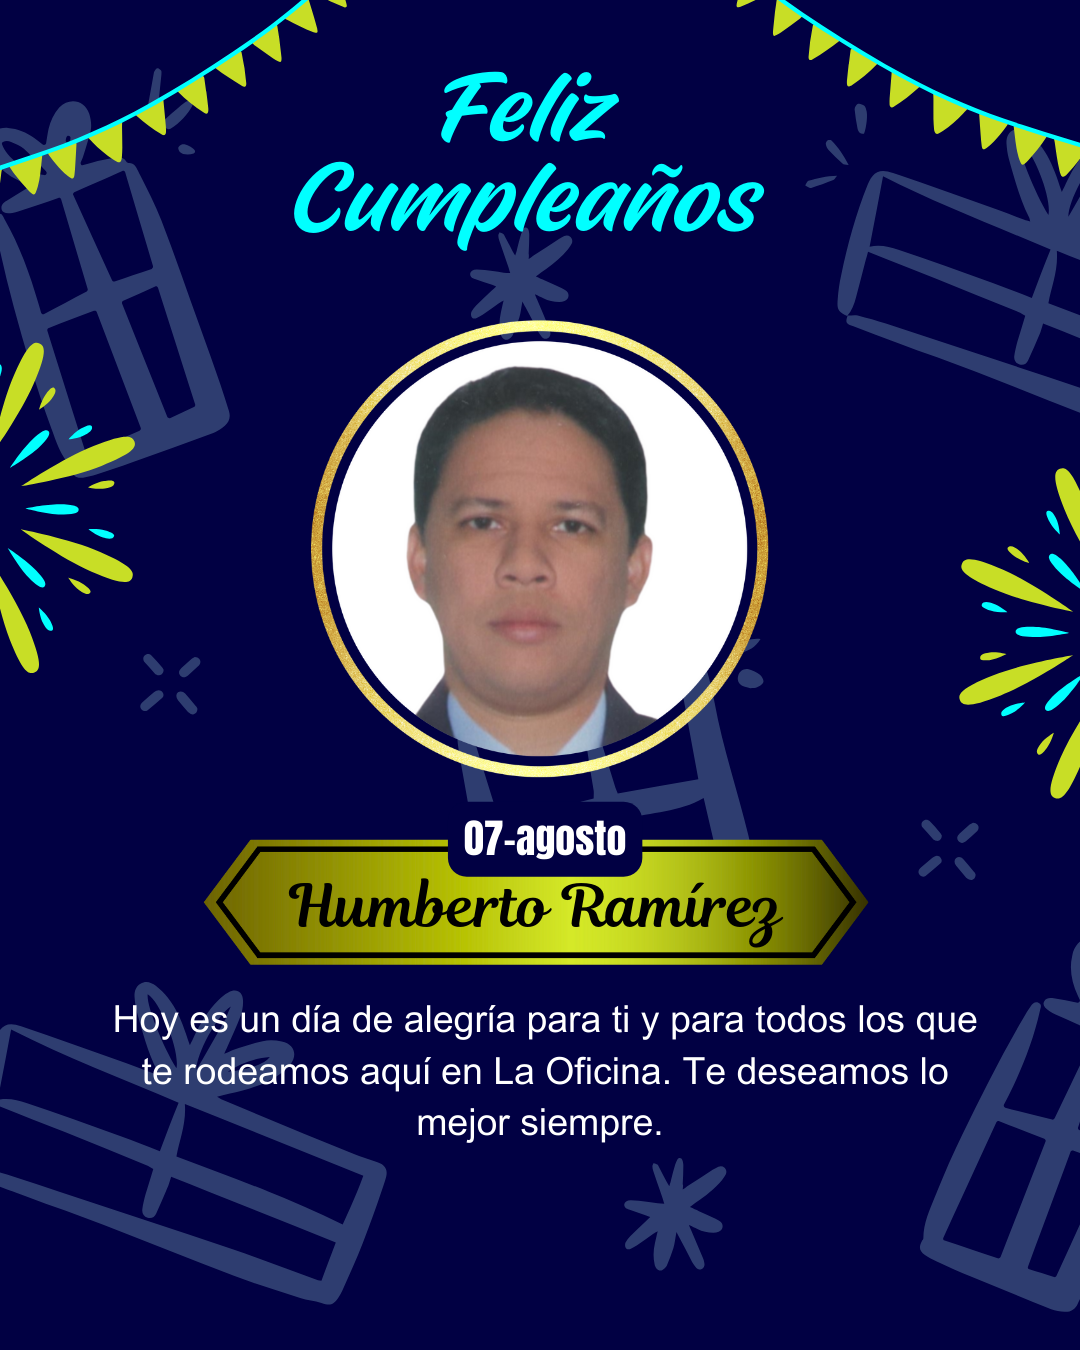 Feliz
Cumpleaños
07-agosto
Humberto Ramírez
Hoy es un día de alegría para ti y para todos los que
te rodeamos aquí en La Oficina. Te deseamos lo
mejor siempre.